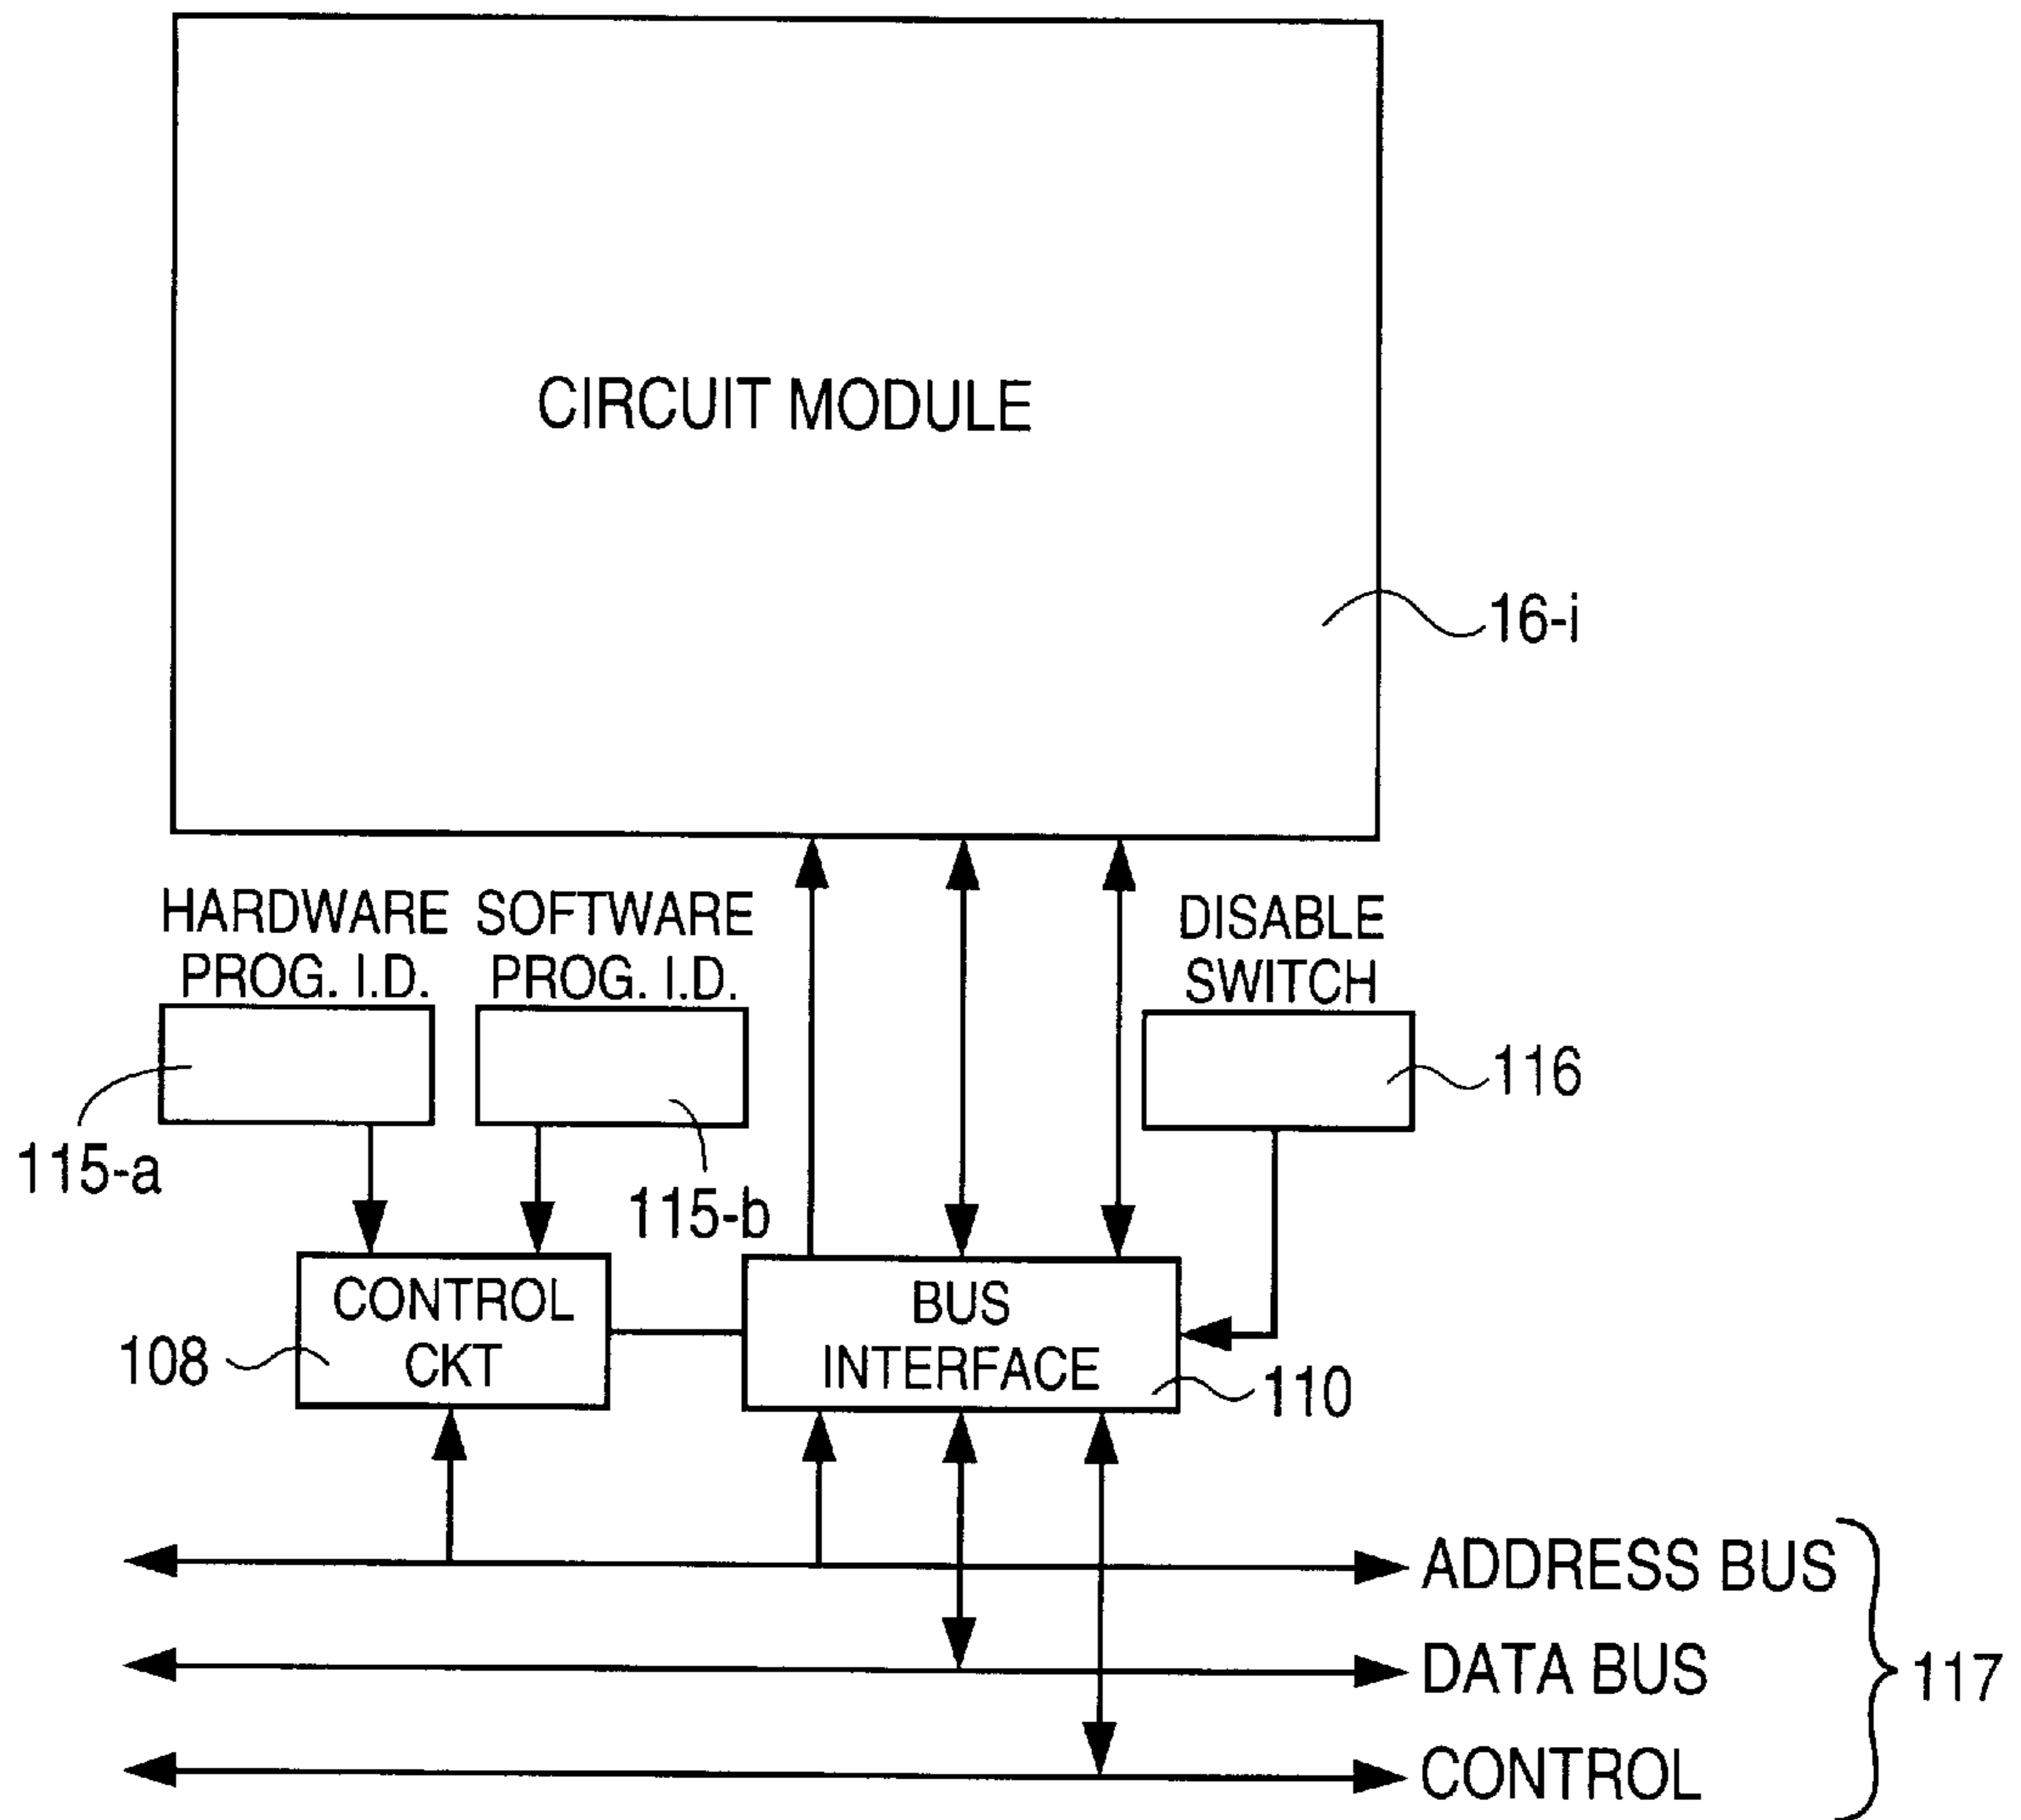 CIRCUIT MODULE
16-i
HARDWARE
PROG. I.D.
SOFTWARE
PROG. I.D.
DISABLE
SWITCH
116
115-a
115-b
CONTROL
CKT
108
BUS
INTERFACE
110
ADDRESS BUS
DATA BUS
CONTROL
117